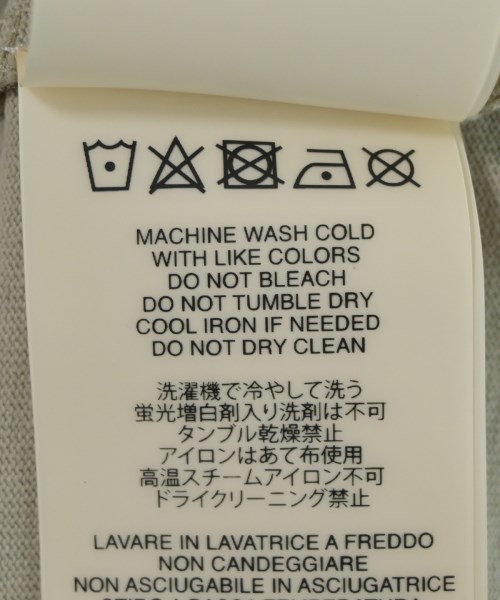 MACHINE WASH COLD
WITH LIKE COLORS
DO NOT BLEACH
DO NOT TUMBLE DRY
COOL IRON IF NEEDED
DO NOT DRY CLEAN
洗濯機で冷やして洗う
蛍光増白剤入り洗剤は不可
タンブル乾燥禁止
アイロンはあて布使用
高温スチームアイロン不可
ドライクリーニング禁止
LAVARE IN LAVATRICE A FREDDO
NON CANDEGGIARE
NON ASCIUGABILE IN ASCIUGATRICE